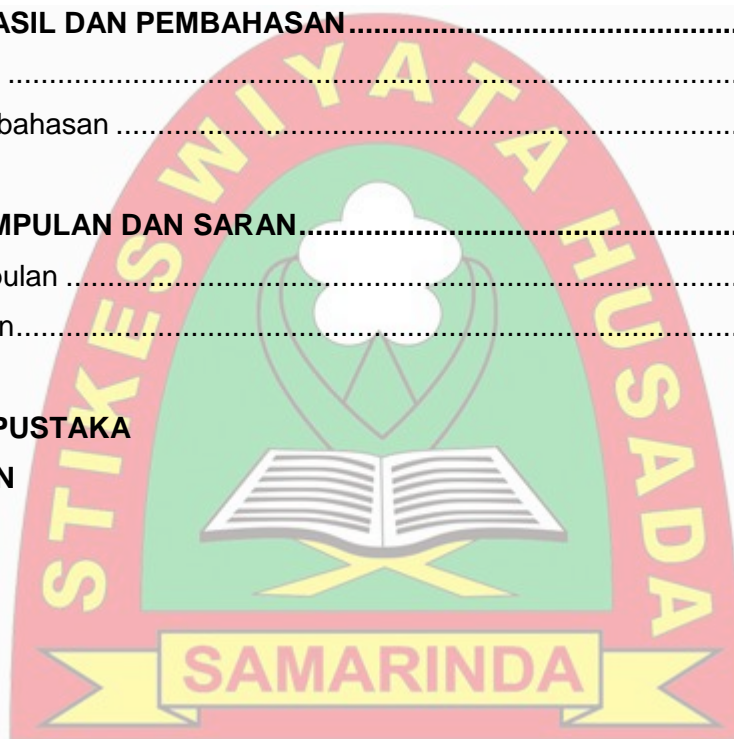 ASIL DAN PEMBAHASAN........................................................
........................................................
bahasan ........................................................
MPULAN DAN SARAN........................................................
pulan ........................................................
n........................................................
PUSTAKA
N
STIKES WIYATA HUSADA
SAMARINDA